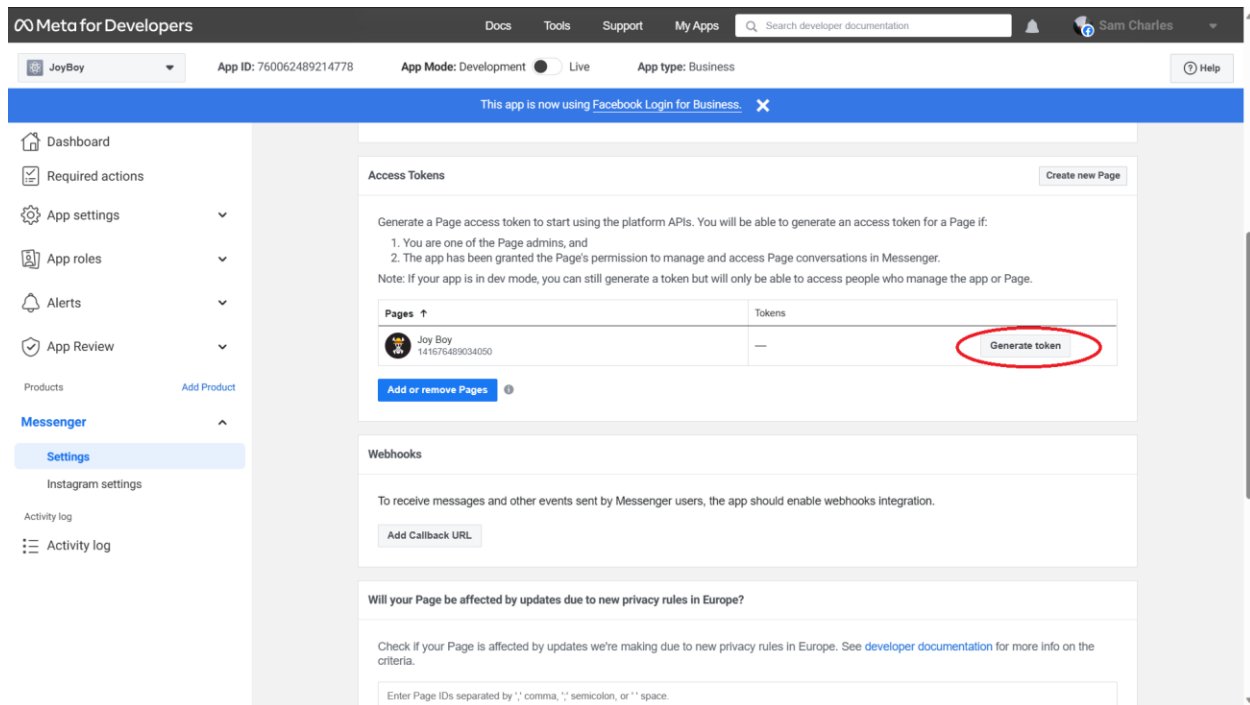 Meta for Developers
Docs Tools Support My Apps Search developer documentation Sam Charles
JoyBoy App ID: 760062489214778 App Mode: Development Live App type: Business Help
This app is now using Facebook Login for Business.
Dashboard
Required actions
App settings
App roles
Alerts
App Review
Products Add Product
Messenger
Settings
Instagram settings
Activity log
Activity log
Access Tokens Create new Page
Generate a Page access token to start using the platform APIs. You will be able to generate an access token for a Page if:
1. You are one of the Page admins, and
2. The app has been granted the Page's permission to manage and access Page conversations in Messenger.
Note: If your app is in dev mode, you can still generate a token but will only be able to access people who manage the app or Page.
Pages ↑ Tokens
Joy Boy
141676489034050 — Generate token
Add or remove Pages
Webhooks
To receive messages and other events sent by Messenger users, the app should enable webhooks integration.
Add Callback URL
Will your Page be affected by updates due to new privacy rules in Europe?
Check if your Page is affected by updates we're making due to new privacy rules in Europe. See developer documentation for more info on the
criteria.
Enter Page IDs separated by ',' comma, ';' semicolon, or ' ' space.